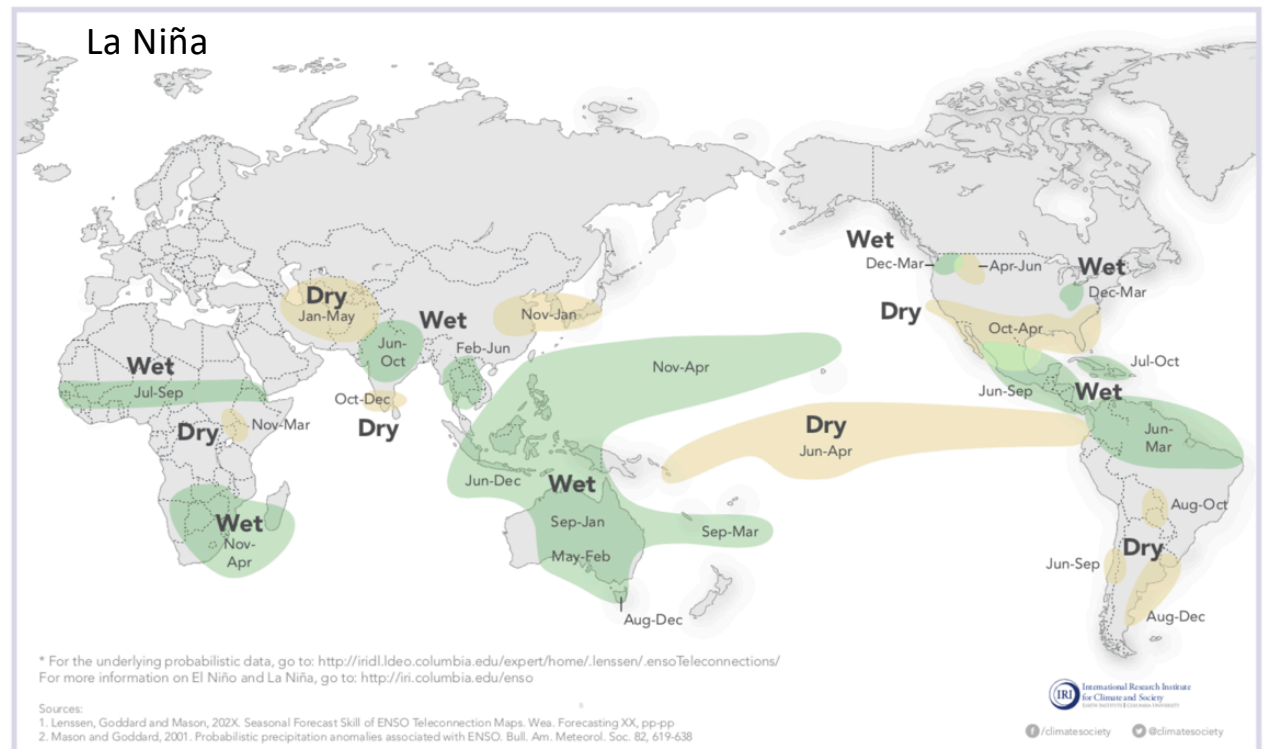 La Niña
Wet
Dec-Mar
Apr-Jun
Wet
Dec-Mar
Dry
Jan-May
Nov-Jan
Wet
Dry
Oct-Apr
Jun-
Oct
Feb-Jun
Nov-Apr
Jul-Oct
Wet
Jul-Sep
Oct-Dec
Jun-Sep
Wet
Dry
Nov-Mar
Dry
Dry
Jun-Apr
Jun-
Mar
Jun-Dec
Wet
Aug-Oct
Wet
Nov-
Apr
Sep-Jan
Sep-Mar
May-Feb
Dry
Jun-Sep
Aug-Dec
Aug-Dec
* For the underlying probabilistic data, go to: http://iridl.ldeo.columbia.edu/expert/home/.lenssen/.ensoTeleconnections/
For more information on El Niño and La Niña, go to: http://iri.columbia.edu/enso
Sources:
1. Lenssen, Goddard and Mason, 202X. Seasonal Forecast Skill of ENSO Teleconnection Maps. Wea. Forecasting XX, pp-pp
2. Mason and Goddard, 2001. Probabilistic precipitation anomalies associated with ENSO. Bull. Am. Meteorol. Soc. 82, 619-638
IRI
International Research Institute
for Climate and Society
EARTH INSTITUTE | COLUMBIA UNIVERSITY
/climatesociety
@climatesociety